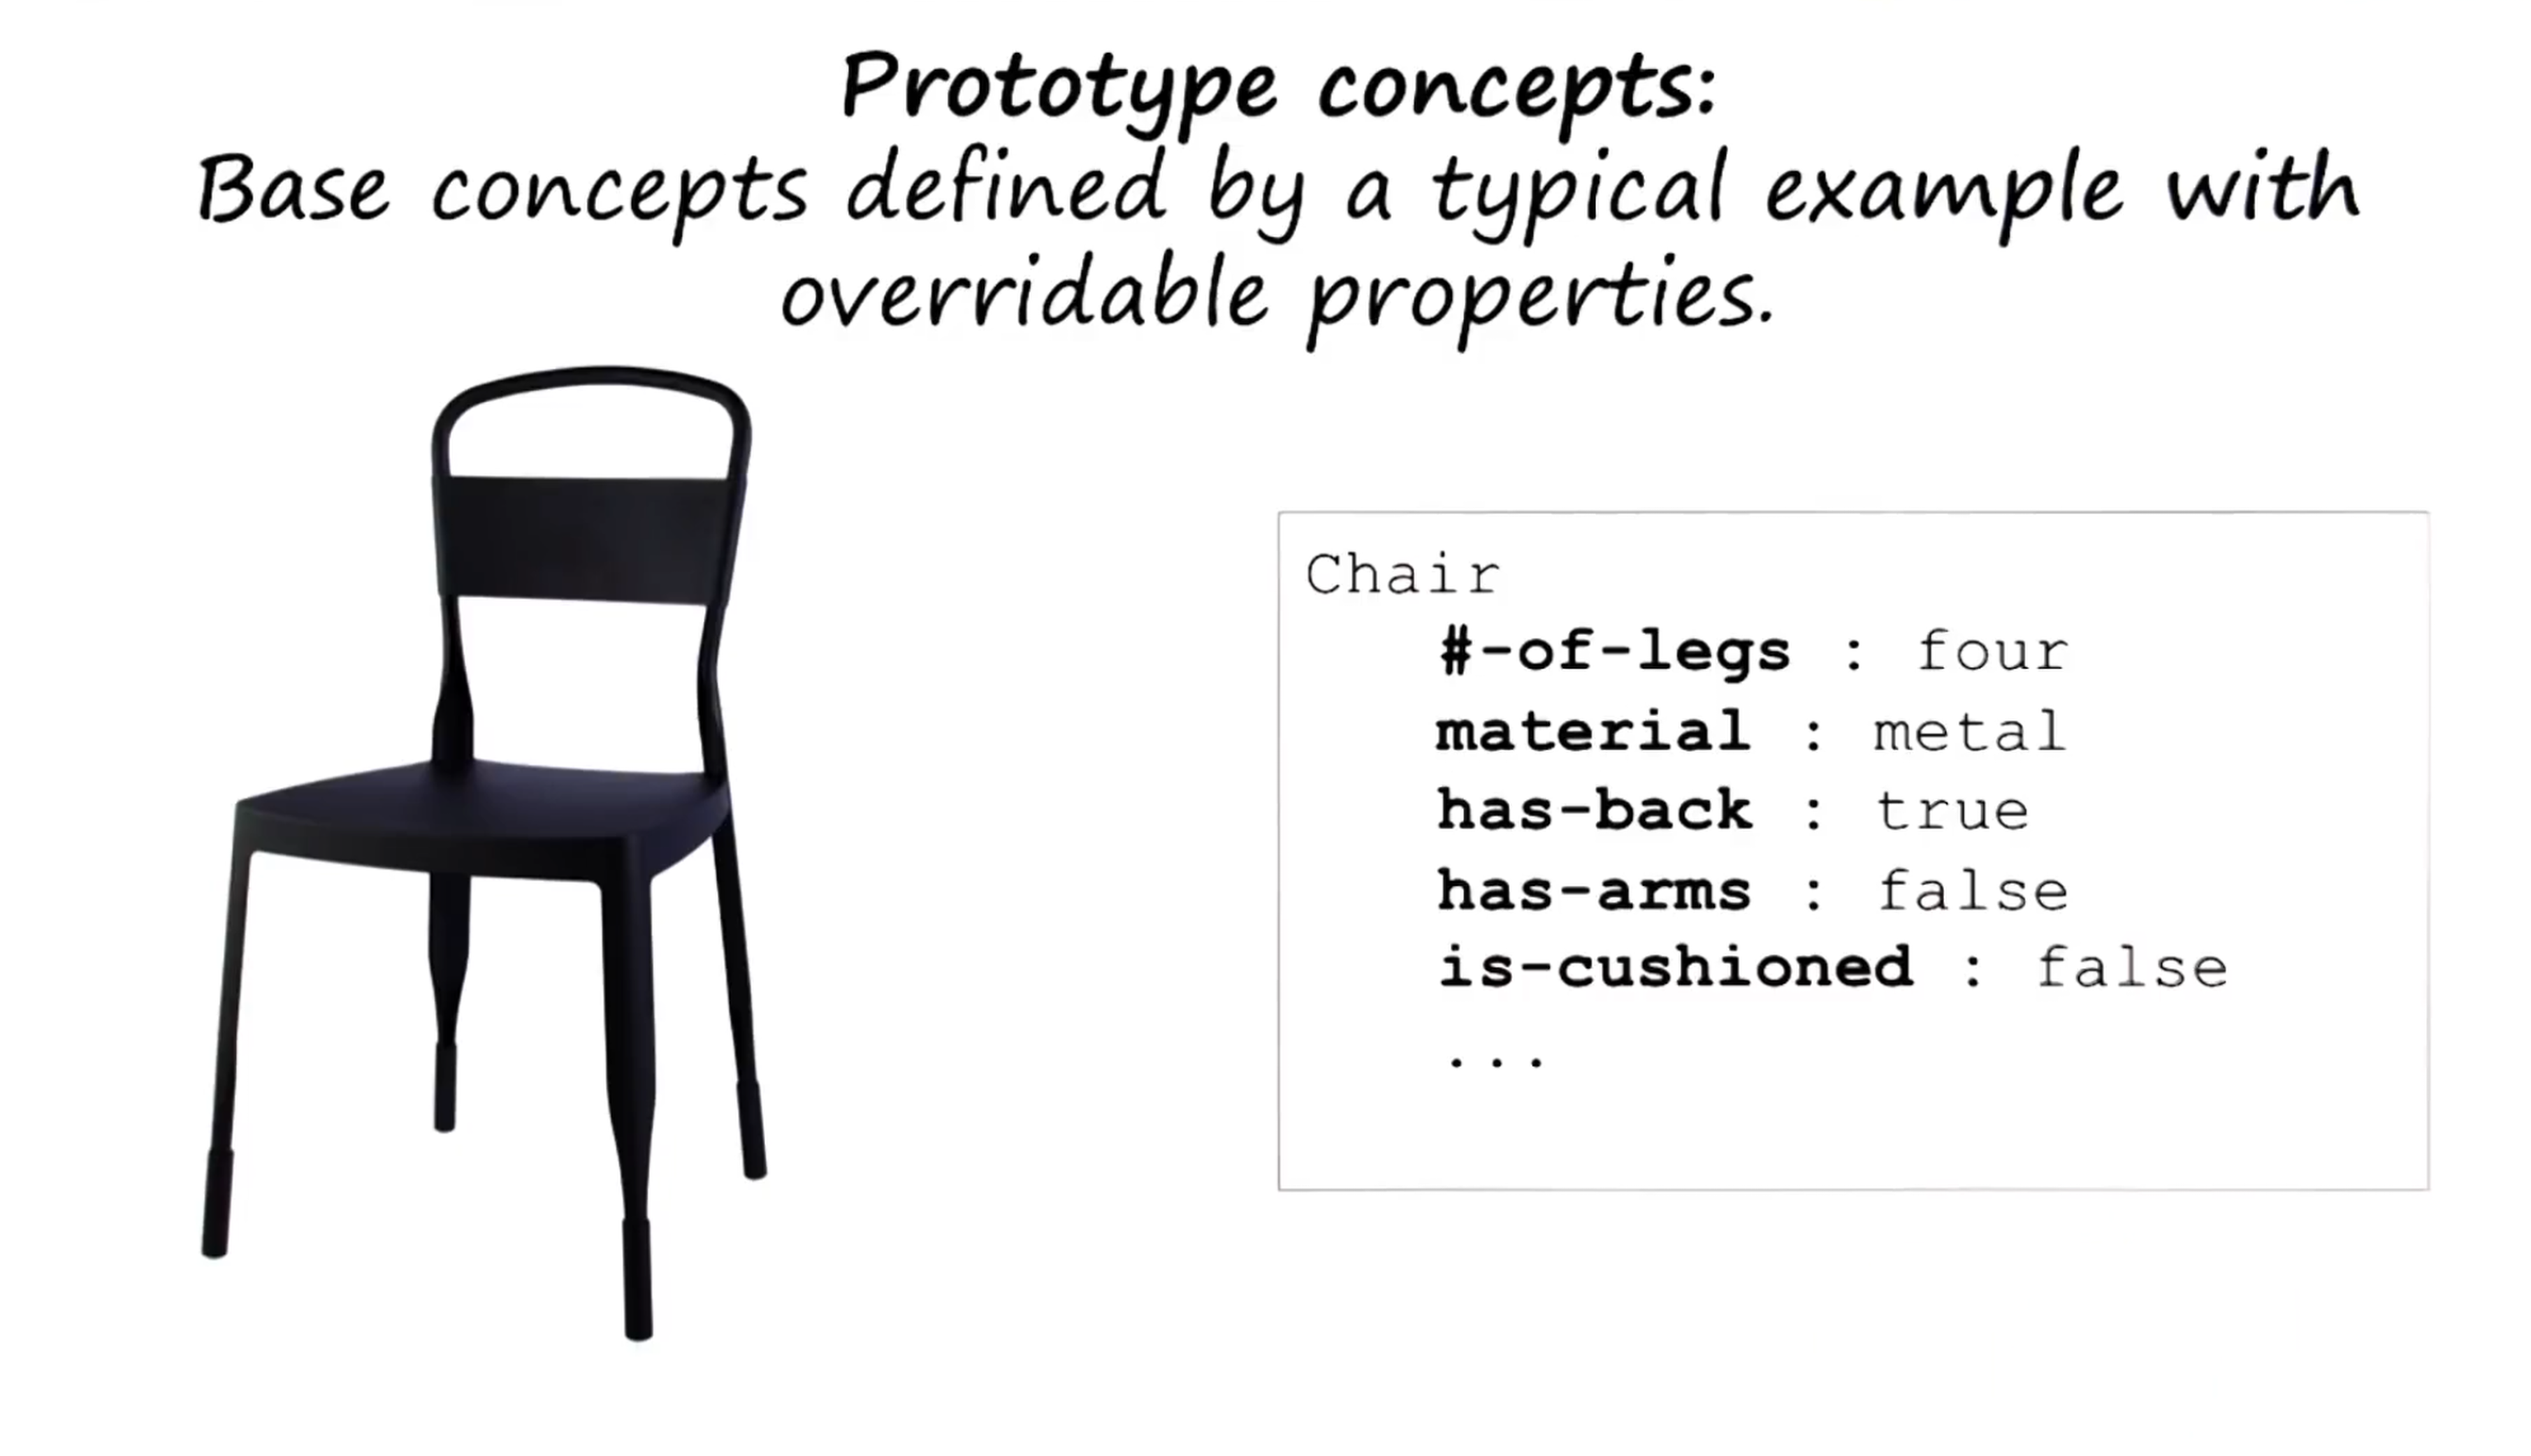 Prototype concepts:
Base concepts defined by a typical example with
overridable properties.
Chair
#-of-legs : four
material : metal
has-back : true
has-arms : false
is-cushioned : false
...